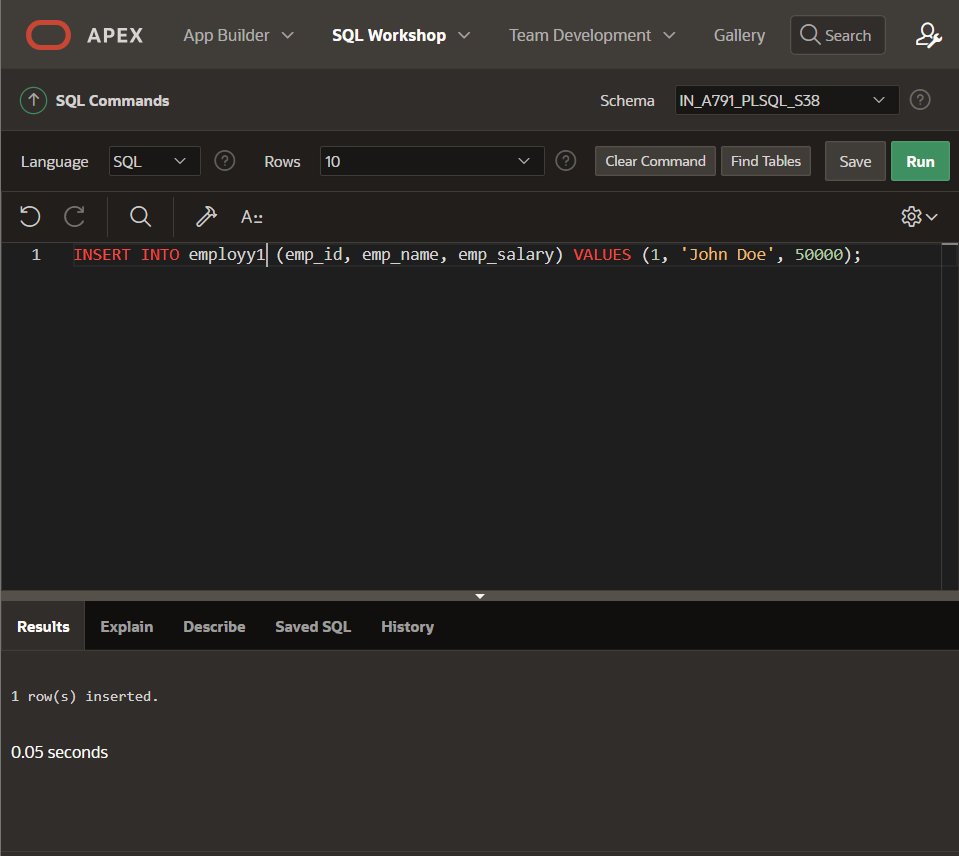 APEX App Builder SQL Workshop Team Development Gallery Search
SQL Commands Schema IN_A791_PLSQL_S38 ?
Language SQL ? Rows 10 ? Clear Command Find Tables Save Run
A::
1 INSERT INTO employy1 (emp_id, emp_name, emp_salary) VALUES (1, 'John Doe', 50000);
Results Explain Describe Saved SQL History
1 row(s) inserted.
0.05 seconds